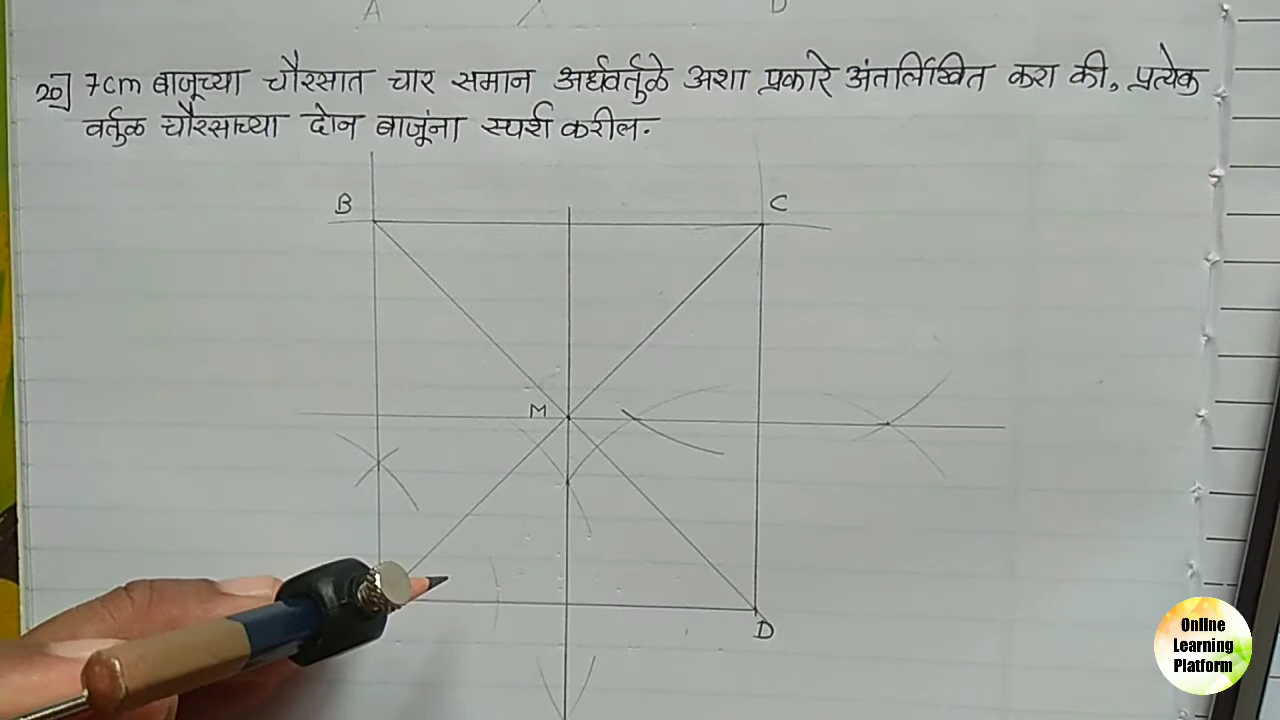 A D
20] 7cm बाजूच्या चौरसात चार समान अर्धवर्तुळे अशा प्रकारे अंतर्लिखित करा की, प्रत्येक
वर्तुळ चौरसाच्या दोन बाजूंना स्पर्श करील.
B C
M
D
Online
Learning
Platform